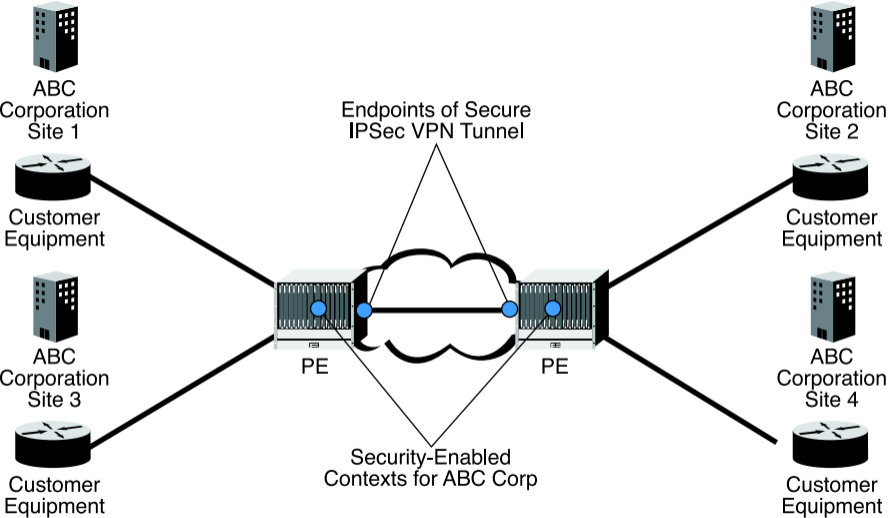 ABC
Corporation
Site 1
Customer
Equipment
ABC
Corporation
Site 2
Customer
Equipment
Endpoints of Secure
IPSec VPN Tunnel
ABC
Corporation
Site 3
Customer
Equipment
PE
PE
ABC
Corporation
Site 4
Customer
Equipment
Security-Enabled
Contexts for ABC Corp